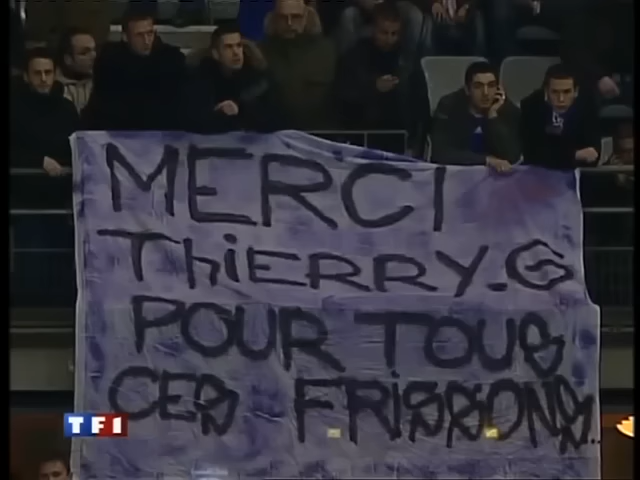 MERCI
ThiERRY.G
POUR TOUS
CES FRiSSONS...
TF1